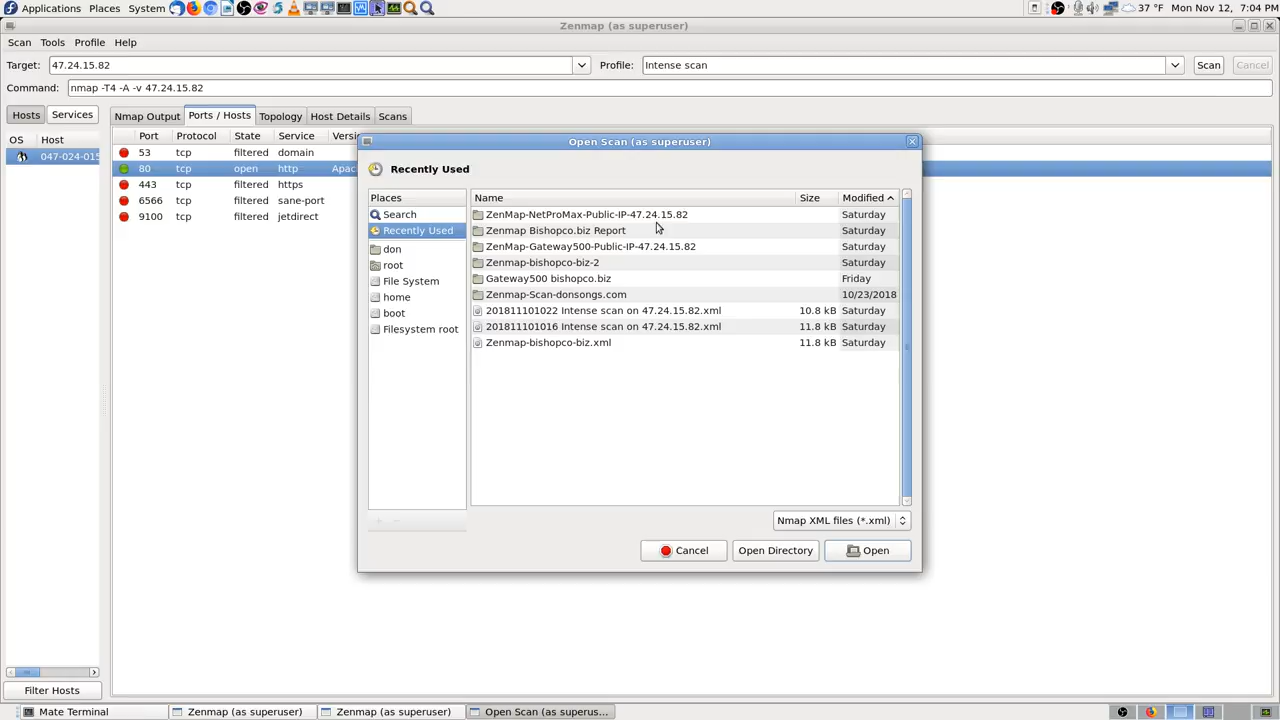 Applications Places System
37 °F Mon Nov 12, 7:04 PM
Zenmap (as superuser)
Scan Tools Profile Help
Target: 47.24.15.82 Profile: Intense scan Scan Cancel
Command: nmap -T4 -A -v 47.24.15.82
Hosts Services Nmap Output Ports / Hosts Topology Host Details Scans
OS Host Port Protocol State Service Versi
047-024-015
53 tcp filtered domain
80 tcp open http Apac
443 tcp filtered https
6566 tcp filtered sane-port
9100 tcp filtered jetdirect
Open Scan (as superuser)
Recently Used
Places
Search
Recently Used
don
root
File System
home
boot
Filesystem root
Name Size Modified
ZenMap-NetProMax-Public-IP-47.24.15.82 Saturday
Zenmap Bishopco.biz Report Saturday
ZenMap-Gateway500-Public-IP-47.24.15.82 Saturday
Zenmap-bishopco-biz-2 Saturday
Gateway500 bishopco.biz Friday
Zenmap-Scan-donsongs.com 10/23/2018
201811101022 Intense scan on 47.24.15.82.xml 10.8 kB Saturday
201811101016 Intense scan on 47.24.15.82.xml 11.8 kB Saturday
Zenmap-bishopco-biz.xml 11.8 kB Saturday
Nmap XML files (*.xml)
Cancel Open Directory Open
Filter Hosts
Mate Terminal Zenmap (as superuser) Zenmap (as superuser) Open Scan (as superus...